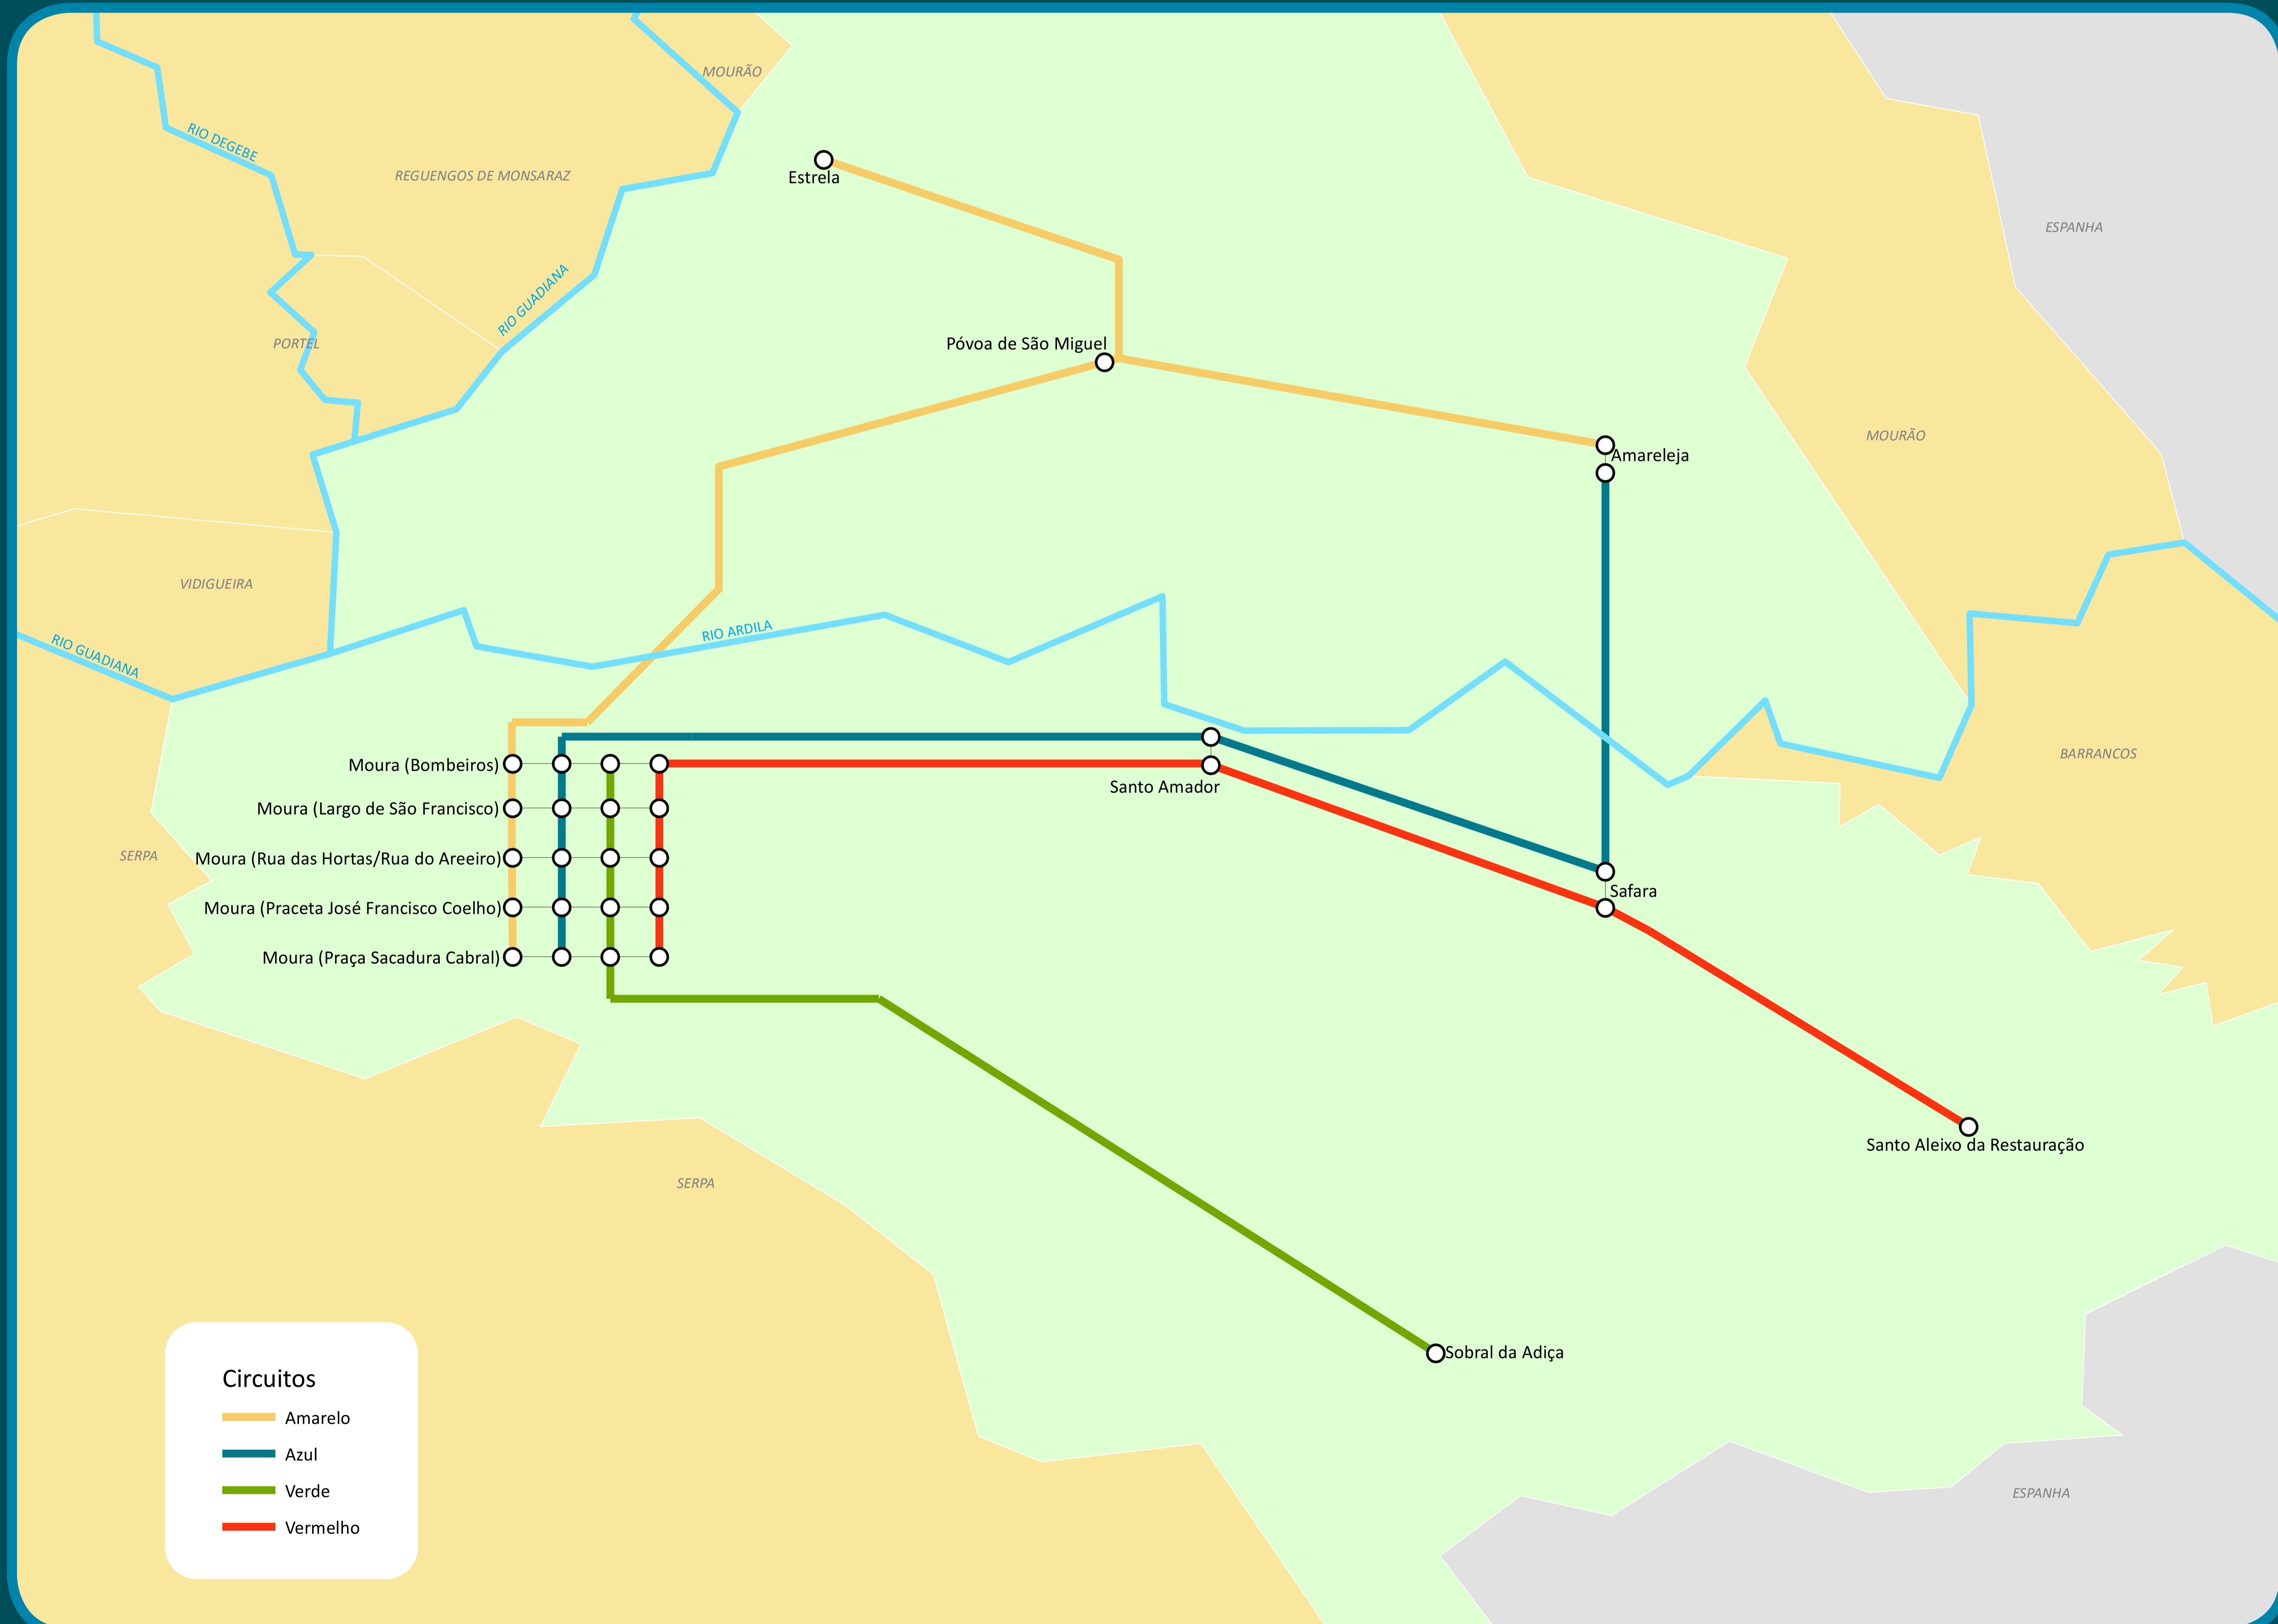 MOURÃO
RIO DEGEBE
REGUENGOS DE MONSARAZ
Estrela
ESPANHA
RIO GUADIANA
PORTEL
Póvoa de São Miguel
MOURÃO
Amareleja
VIDIGUEIRA
RIO ARDILA
RIO GUADIANA
BARRANCOS
Moura (Bombeiros)
Santo Amador
Moura (Largo de São Francisco)
SERPA
Moura (Rua das Hortas/Rua do Areeiro)
Safara
Moura (Praceta José Francisco Coelho)
Moura (Praça Sacadura Cabral)
Santo Aleixo da Restauração
SERPA
Sobral da Adiça
Circuitos
Amarelo
Azul
Verde
Vermelho
ESPANHA